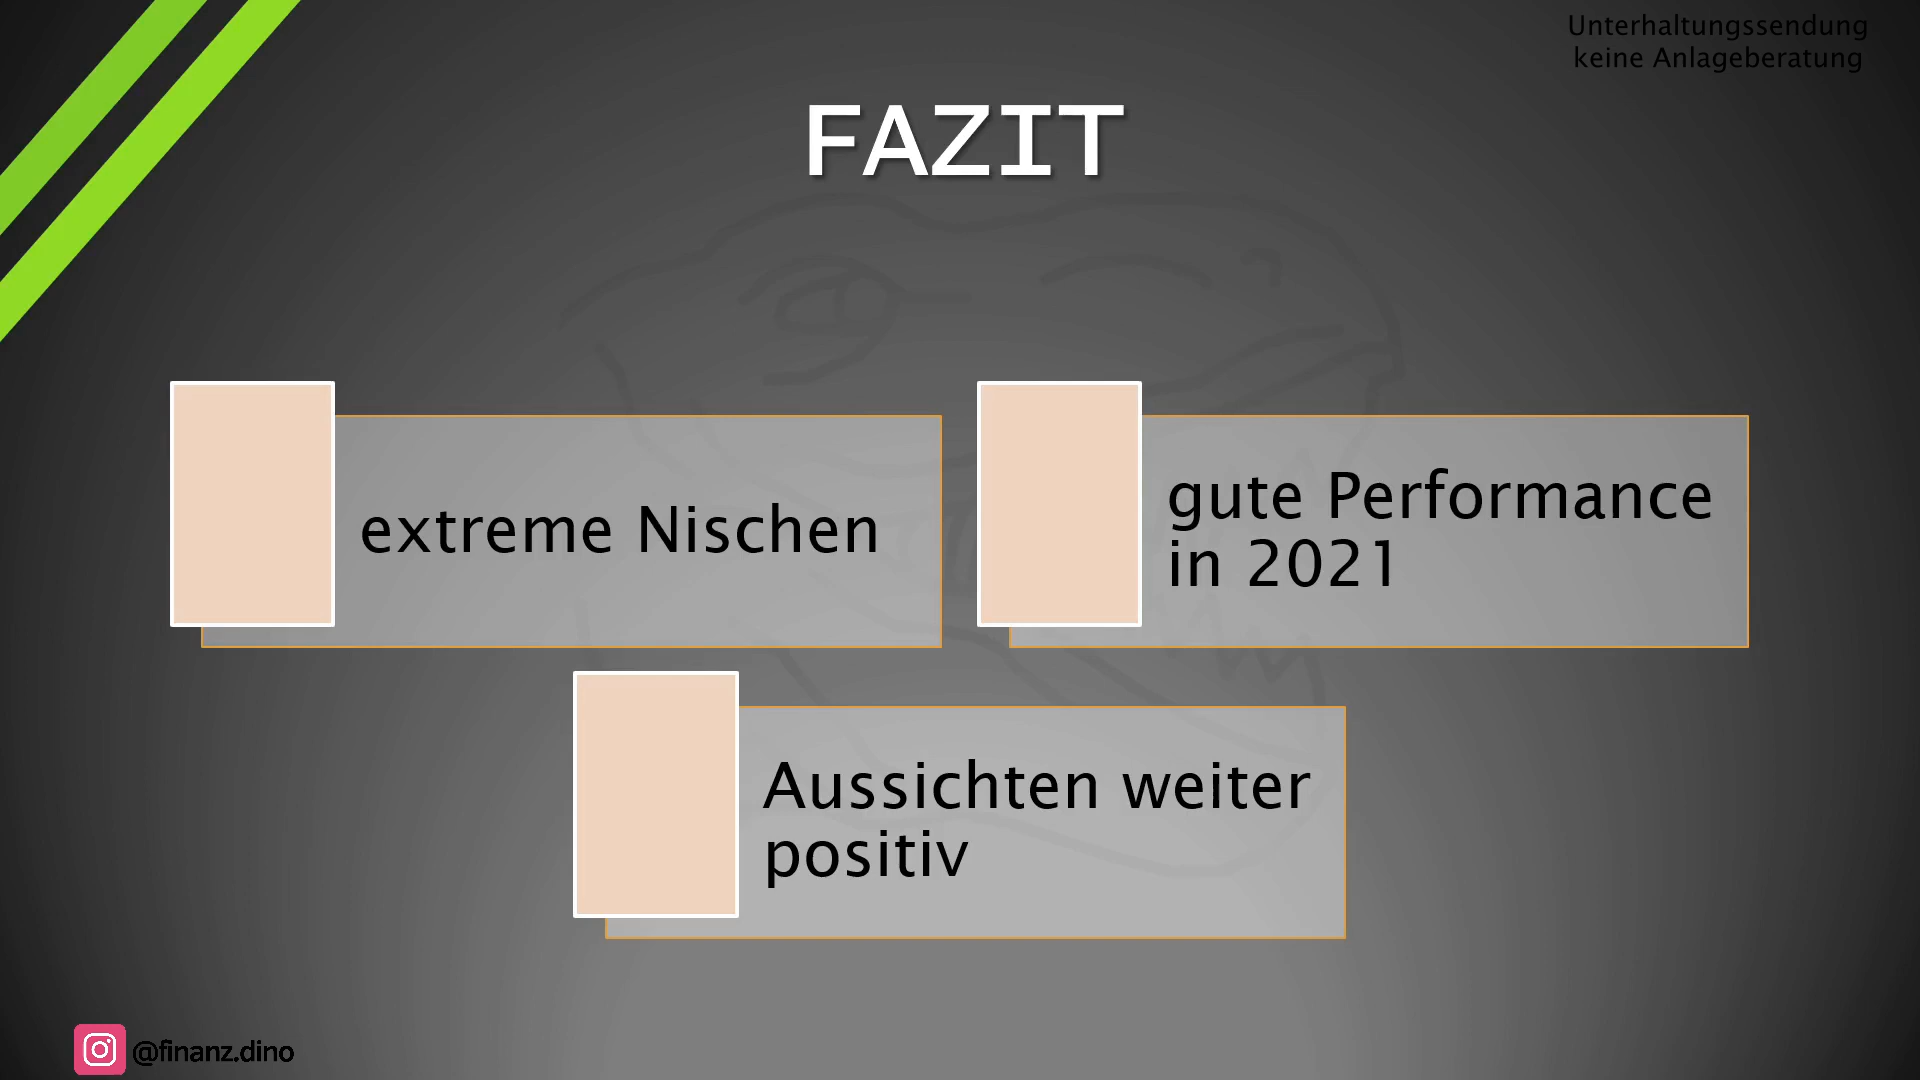 Unterhaltungssendung
keine Anlageberatung
FAZIT
extreme Nischen
gute Performance
in 2021
Aussichten weiter
positiv
@finanz.dino